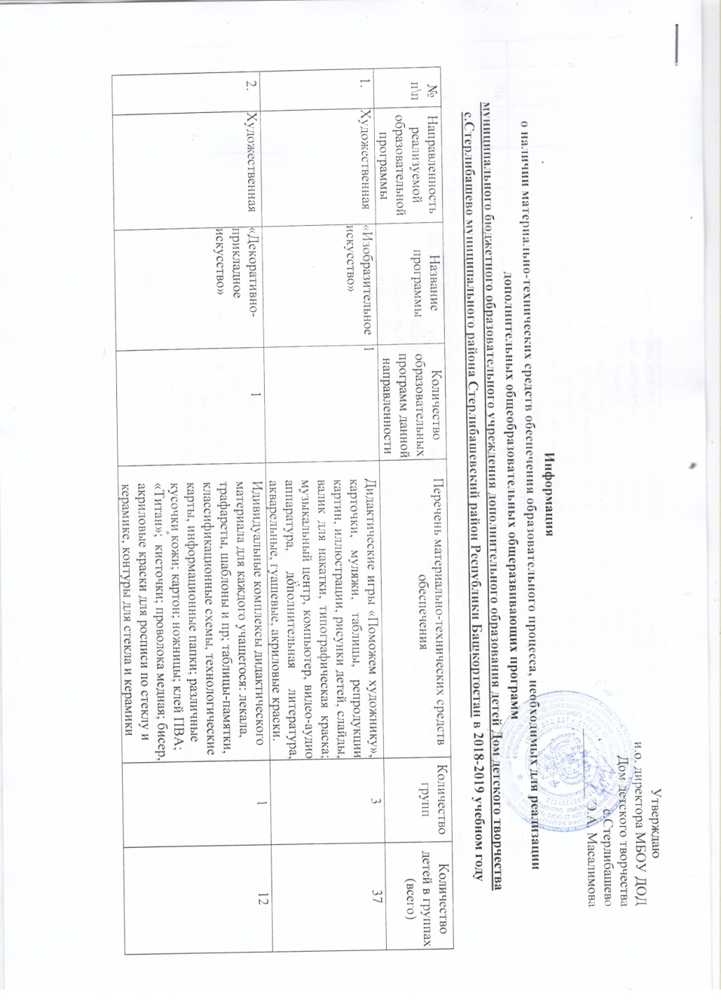 Утверждаю
и.о. директора МБОУ ДОД
Дом детского творчества
с.Стерлибашево
Э.А. Масалимова
Информация
о наличии материально-технических средств обеспечения образовательного процесса, необходимых для реализации
дополнительных общеобразовательных общеразвивающих программ
муниципального бюджетного образовательного учреждения дополнительного образования детей Дом детского творчества
с.Стерлибашево муниципального района Стерлибашевский район Республики Башкортостан в 2018-2019 учебном году
№
п\п
Направленность
реализуемой
образовательной
программы
Название
программы
Количество
образовательных
программ данной
направленности
Перечень материально-технических средств
обеспечения
Количество
групп
Количество
детей в группах
(всего)
1.
Художественная
«Изобразительное
искусство»
1
Дидактические игры «Поможем художнику»,
карточки, муляжи, таблицы, репродукции
картин, иллюстрации, рисунки детей, слайды,
валик для накатки, типографическая краска;
музыкальный центр, компьютер, видео-аудио
аппаратура, дополнительная литература,
акварельные, гуашевые, акриловые краски.
3
37
2.
Художественная
«Декоративно-
прикладное
искусство»
1
Идивидуальные комплексы дидактического
материала для каждого учащегося: лекала,
трафареты, шаблоны и пр; таблицы-памятки,
классификационные схемы, технологические
карты, информационные папки; различные
кусочки кожи; картон; ножницы; клей ПВА;
«Титан»; кисточки; проволока медная; бисер,
акриловые краски для росписи по стеклу и
керамике, контуры для стекла и керамики
1
12